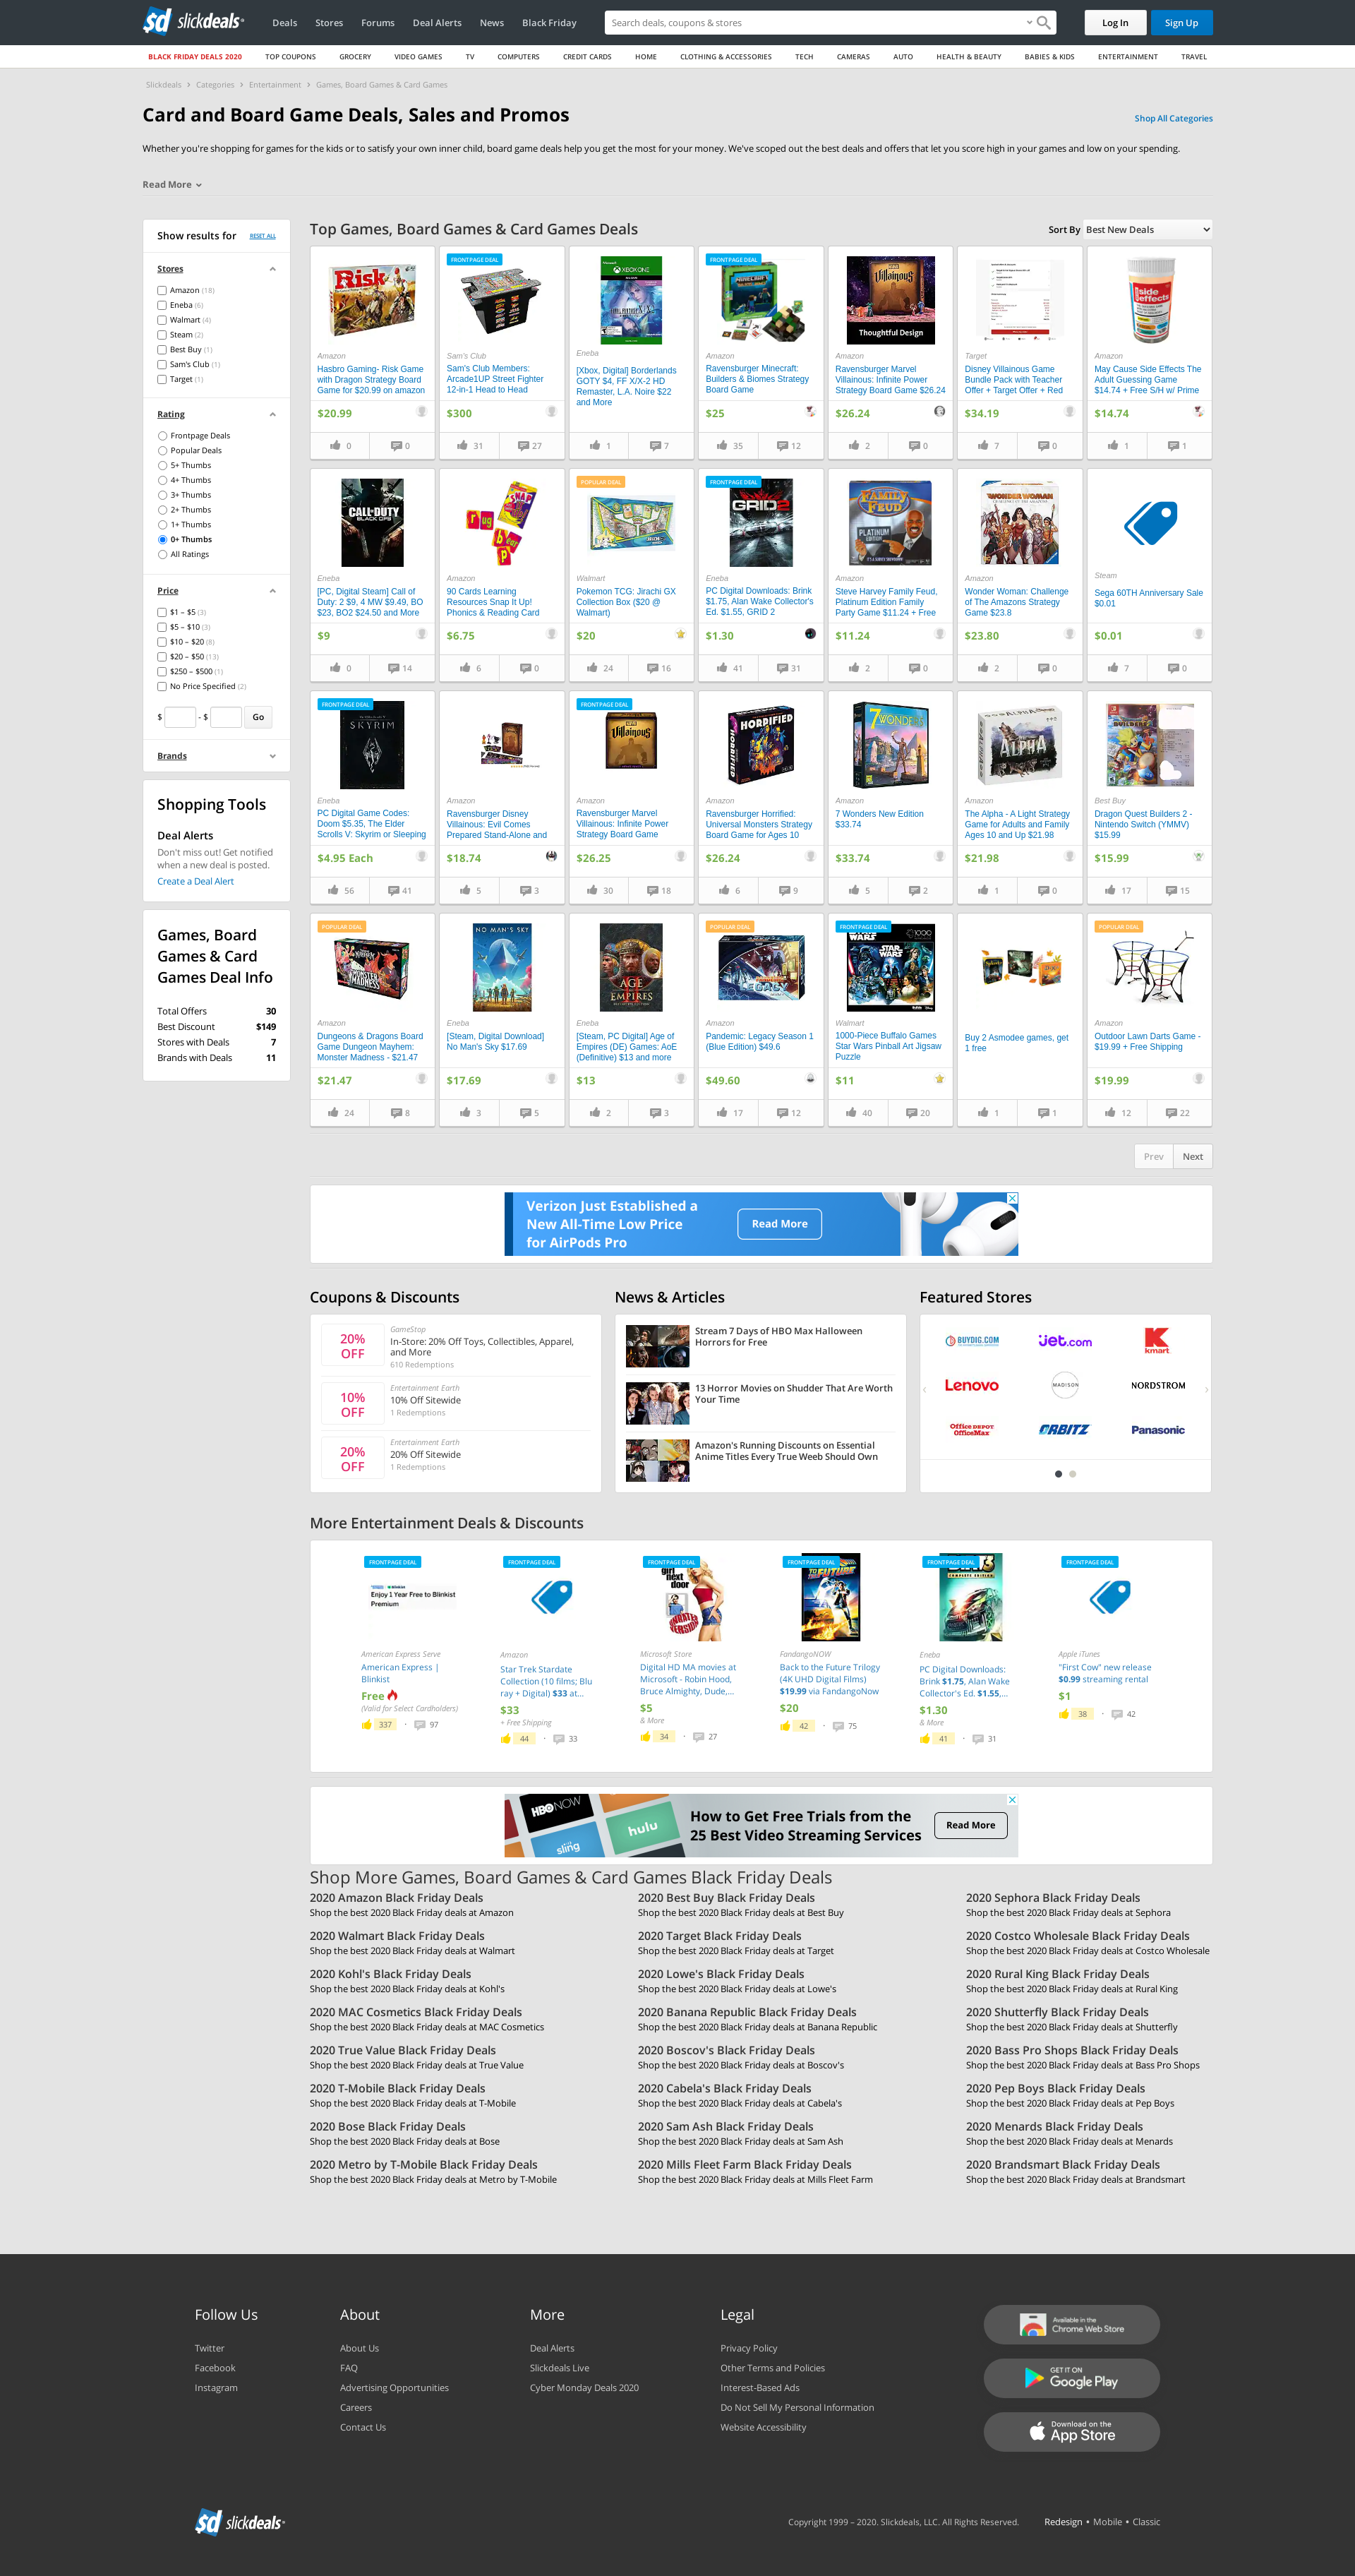 slickdeals
Deals Stores Forums Deal Alerts News Black Friday
Search deals, coupons & stores
Log In
Sign Up
BLACK FRIDAY DEALS 2020 TOP COUPONS GROCERY VIDEO GAMES TV COMPUTERS CREDIT CARDS HOME CLOTHING & ACCESSORIES TECH CAMERAS AUTO HEALTH & BEAUTY BABIES & KIDS ENTERTAINMENT TRAVEL
Slickdeals > Categories > Entertainment > Games, Board Games & Card Games
Card and Board Game Deals, Sales and Promos
Shop All Categories
Whether you're shopping for games for the kids or to satisfy your own inner child, board game deals help you get the most for your money. We've scoped out the best deals and offers that let you score high in your games and low on your spending.
Read More
Show results for RESET ALL
Stores
Amazon (18)
Eneba (6)
Walmart (4)
Steam (2)
Best Buy (1)
Sam's Club (1)
Target (1)
Rating
Frontpage Deals
Popular Deals
5+ Thumbs
4+ Thumbs
3+ Thumbs
2+ Thumbs
1+ Thumbs
0+ Thumbs
All Ratings
Price
$1 – $5 (3)
$5 – $10 (3)
$10 – $20 (8)
$20 – $50 (13)
$250 – $500 (1)
No Price Specified (2)
$ - $ Go
Brands
Shopping Tools
Deal Alerts
Don't miss out! Get notified
when a new deal is posted.
Create a Deal Alert
Games, Board
Games & Card
Games Deal Info
Total Offers 30
Best Discount $149
Stores with Deals 7
Brands with Deals 11
Top Games, Board Games & Card Games Deals
Sort By Best New Deals
Risk
Amazon
Hasbro Gaming- Risk Game
with Dragon Strategy Board
Game for $20.99 on amazon
$20.99
0 0
FRONTPAGE DEAL
Sam's Club
Sam's Club Members:
Arcade1UP Street Fighter
12-in-1 Head to Head
$300
31 27
XBOX ONE
Eneba
[Xbox, Digital] Borderlands
GOTY $4, FF X/X-2 HD
Remaster, L.A. Noire $22
and More
1 7
FRONTPAGE DEAL
MINECRAFT
Amazon
Ravensburger Minecraft:
Builders & Biomes Strategy
Board Game
$25
35 12
Villainous
Thoughtful Design
Amazon
Ravensburger Marvel
Villainous: Infinite Power
Strategy Board Game $26.24
$26.24
2 0
Target
Disney Villainous Game
Bundle Pack with Teacher
Offer + Target Offer + Red
$34.19
7 0
side effects
Amazon
May Cause Side Effects The
Adult Guessing Game
$14.74 + Free S/H w/ Prime
$14.74
1 1
CALL OF DUTY
BLACK OPS
Eneba
[PC, Digital Steam] Call of
Duty: 2 $9, 4 MW $9.49, BO
$23, BO2 $24.50 and More
$9
0 14
SNAP
rug
b ear
p
Amazon
90 Cards Learning
Resources Snap It Up!
Phonics & Reading Card
$6.75
6 0
POPULAR DEAL
Walmart
Pokemon TCG: Jirachi GX
Collection Box ($20 @
Walmart)
$20
24 16
FRONTPAGE DEAL
GRID 2
Eneba
PC Digital Downloads: Brink
$1.75, Alan Wake Collector's
Ed. $1.55, GRID 2
$1.30
41 31
FAMILY FEUD
PLATINUM EDITION
Amazon
Steve Harvey Family Feud,
Platinum Edition Family
Party Game $11.24 + Free
$11.24
2 0
WONDER WOMAN
Amazon
Wonder Woman: Challenge
of The Amazons Strategy
Game $23.8
$23.80
2 0
Steam
Sega 60TH Anniversary Sale
$0.01
$0.01
7 0
FRONTPAGE DEAL
SKYRIM
Eneba
PC Digital Game Codes:
Doom $5.35, The Elder
Scrolls V: Skyrim or Sleeping
$4.95 Each
56 41
Amazon
Ravensburger Disney
Villainous: Evil Comes
Prepared Stand-Alone and
$18.74
5 3
FRONTPAGE DEAL
Villainous
Amazon
Ravensburger Marvel
Villainous: Infinite Power
Strategy Board Game
$26.25
30 18
HORRIFIED
HORRIFIED
Amazon
Ravensburger Horrified:
Universal Monsters Strategy
Board Game for Ages 10
$26.24
6 9
7 WONDERS
Amazon
7 Wonders New Edition
$33.74
$33.74
5 2
ALPHA
Amazon
The Alpha - A Light Strategy
Game for Adults and Family
Ages 10 and Up $21.98
$21.98
1 0
BUILDERS 2
Best Buy
Dragon Quest Builders 2 -
Nintendo Switch (YMMV)
$15.99
$15.99
17 15
POPULAR DEAL
MONSTER MADNESS
Amazon
Dungeons & Dragons Board
Game Dungeon Mayhem:
Monster Madness - $21.47
$21.47
24 8
NO MAN'S SKY
Eneba
[Steam, Digital Download]
No Man's Sky $17.69
$17.69
3 5
AGE
EMPIRES
Eneba
[Steam, PC Digital] Age of
Empires (DE) Games: AoE
(Definitive) $13 and more
$13
2 3
POPULAR DEAL
LEGACY
Amazon
Pandemic: Legacy Season 1
(Blue Edition) $49.6
$49.60
17 12
FRONTPAGE DEAL
WARS 1000
STAR WARS
Walmart
1000-Piece Buffalo Games
Star Wars Pinball Art Jigsaw
Puzzle
$11
40 20
Buy 2 Asmodee games, get
1 free
1 1
POPULAR DEAL
Amazon
Outdoor Lawn Darts Game -
$19.99 + Free Shipping
$19.99
12 22
Prev Next
Verizon Just Established a
New All-Time Low Price
for AirPods Pro
Read More
Coupons & Discounts
20%
OFF
GameStop
In-Store: 20% Off Toys, Collectibles, Apparel,
and More
610 Redemptions
10%
OFF
Entertainment Earth
10% Off Sitewide
1 Redemptions
20%
OFF
Entertainment Earth
20% Off Sitewide
1 Redemptions
News & Articles
Stream 7 Days of HBO Max Halloween
Horrors for Free
13 Horror Movies on Shudder That Are Worth
Your Time
Amazon's Running Discounts on Essential
Anime Titles Every True Weeb Should Own
Featured Stores
BUYDIG.COM jet.com kmart
Lenovo MADISON NORDSTROM
Office DEPOT
OfficeMax ORBITZ Panasonic
More Entertainment Deals & Discounts
FRONTPAGE DEAL
Enjoy 1 Year Free to Blinkist
Premium
American Express Serve
American Express |
Blinkist
Free
(Valid for Select Cardholders)
337 · 97
FRONTPAGE DEAL
Amazon
Star Trek Stardate
Collection (10 films; Blu
ray + Digital) $33 at...
$33
+ Free Shipping
44 · 33
FRONTPAGE DEAL
girl
next
door
UNRATED
VERSION
Microsoft Store
Digital HD MA movies at
Microsoft - Robin Hood,
Bruce Almighty, Dude,...
$5
& More
34 · 27
FRONTPAGE DEAL
TO THE FUTURE
FandangoNOW
Back to the Future Trilogy
(4K UHD Digital Films)
$19.99 via FandangoNow
$20
42 · 75
FRONTPAGE DEAL
3
COMPLETE EDITION
Eneba
PC Digital Downloads:
Brink $1.75, Alan Wake
Collector's Ed. $1.55,...
$1.30
& More
41 · 31
FRONTPAGE DEAL
Apple iTunes
"First Cow" new release
$0.99 streaming rental
$1
38 · 42
HBO NOW
hulu
sling
How to Get Free Trials from the
25 Best Video Streaming Services
Read More
Shop More Games, Board Games & Card Games Black Friday Deals
2020 Amazon Black Friday Deals
Shop the best 2020 Black Friday deals at Amazon
2020 Best Buy Black Friday Deals
Shop the best 2020 Black Friday deals at Best Buy
2020 Sephora Black Friday Deals
Shop the best 2020 Black Friday deals at Sephora
2020 Walmart Black Friday Deals
Shop the best 2020 Black Friday deals at Walmart
2020 Target Black Friday Deals
Shop the best 2020 Black Friday deals at Target
2020 Costco Wholesale Black Friday Deals
Shop the best 2020 Black Friday deals at Costco Wholesale
2020 Kohl's Black Friday Deals
Shop the best 2020 Black Friday deals at Kohl's
2020 Lowe's Black Friday Deals
Shop the best 2020 Black Friday deals at Lowe's
2020 Rural King Black Friday Deals
Shop the best 2020 Black Friday deals at Rural King
2020 MAC Cosmetics Black Friday Deals
Shop the best 2020 Black Friday deals at MAC Cosmetics
2020 Banana Republic Black Friday Deals
Shop the best 2020 Black Friday deals at Banana Republic
2020 Shutterfly Black Friday Deals
Shop the best 2020 Black Friday deals at Shutterfly
2020 True Value Black Friday Deals
Shop the best 2020 Black Friday deals at True Value
2020 Boscov's Black Friday Deals
Shop the best 2020 Black Friday deals at Boscov's
2020 Bass Pro Shops Black Friday Deals
Shop the best 2020 Black Friday deals at Bass Pro Shops
2020 T-Mobile Black Friday Deals
Shop the best 2020 Black Friday deals at T-Mobile
2020 Cabela's Black Friday Deals
Shop the best 2020 Black Friday deals at Cabela's
2020 Pep Boys Black Friday Deals
Shop the best 2020 Black Friday deals at Pep Boys
2020 Bose Black Friday Deals
Shop the best 2020 Black Friday deals at Bose
2020 Sam Ash Black Friday Deals
Shop the best 2020 Black Friday deals at Sam Ash
2020 Menards Black Friday Deals
Shop the best 2020 Black Friday deals at Menards
2020 Metro by T-Mobile Black Friday Deals
Shop the best 2020 Black Friday deals at Metro by T-Mobile
2020 Mills Fleet Farm Black Friday Deals
Shop the best 2020 Black Friday deals at Mills Fleet Farm
2020 Brandsmart Black Friday Deals
Shop the best 2020 Black Friday deals at Brandsmart
Follow Us
Twitter
Facebook
Instagram
About
About Us
FAQ
Advertising Opportunities
Careers
Contact Us
More
Deal Alerts
Slickdeals Live
Cyber Monday Deals 2020
Legal
Privacy Policy
Other Terms and Policies
Interest-Based Ads
Do Not Sell My Personal Information
Website Accessibility
Available in the
Chrome Web Store
GET IT ON
Google Play
Download on the
App Store
slickdeals
Copyright 1999 – 2020. Slickdeals, LLC. All Rights Reserved.
Redesign • Mobile • Classic